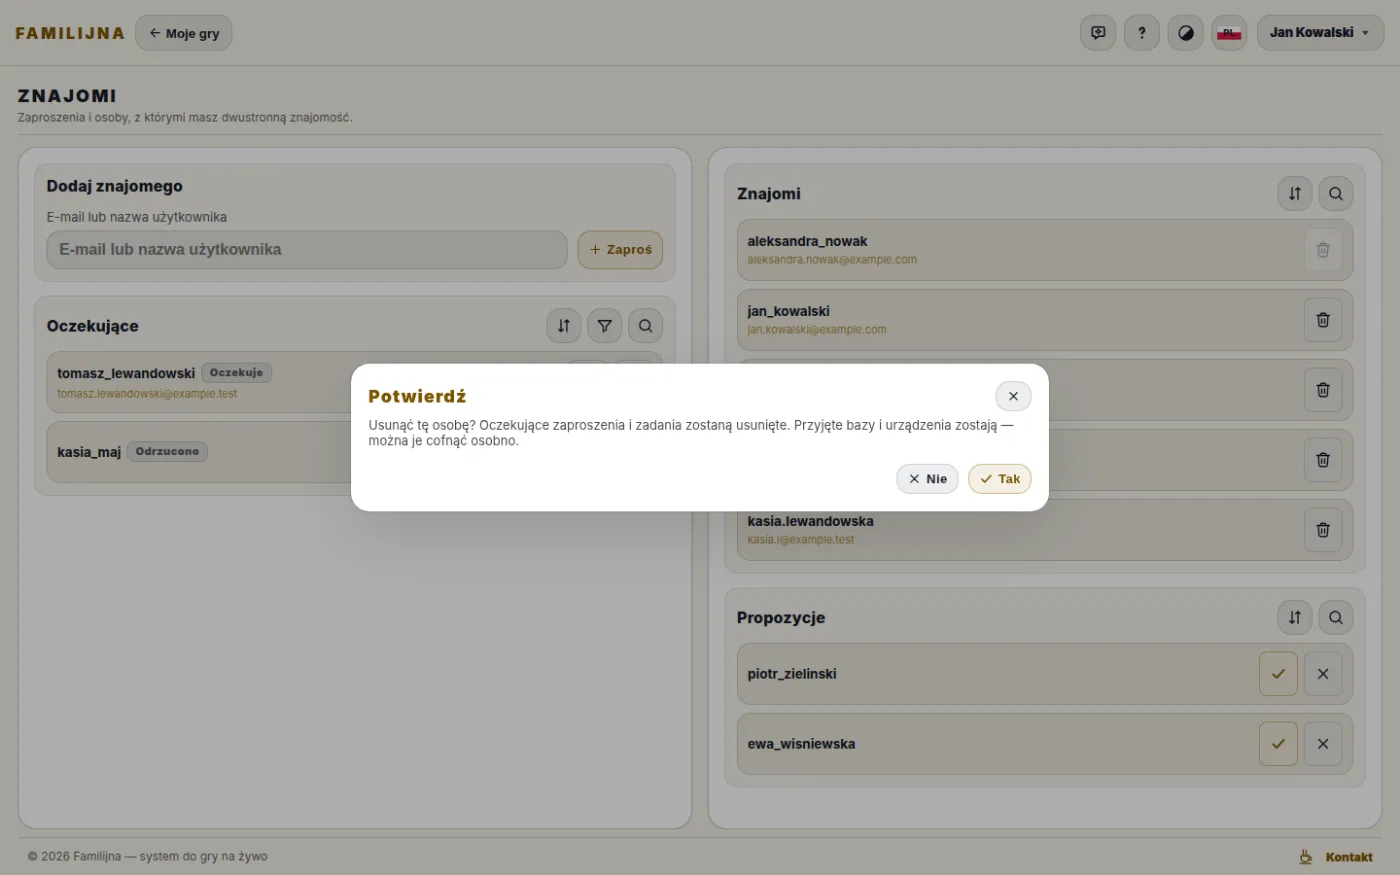 FAMILIJNA
Moje gry
?
PL
Jan Kowalski
ZNAJOMI
Zaproszenia i osoby, z którymi masz dwustronną znajomość.
Dodaj znajomego
E-mail lub nazwa użytkownika
E-mail lub nazwa użytkownika
Zaproś
Oczekujące
tomasz_lewandowski Oczekuje
tomasz.lewandowski@example.test
kasia_maj Odrzucono
Znajomi
aleksandra_nowak
aleksandra.nowak@example.com
jan_kowalski
jan.kowalski@example.com
kasia.lewandowska
kasia.l@example.test
Propozycje
piotr_zielinski
ewa_wisniewska
Potwierdź
Usunąć tę osobę? Oczekujące zaproszenia i zadania zostaną usunięte. Przyjęte bazy i urządzenia zostają —
można je cofnąć osobno.
Nie
Tak
© 2026 Familijna — system do gry na żywo
Kontakt